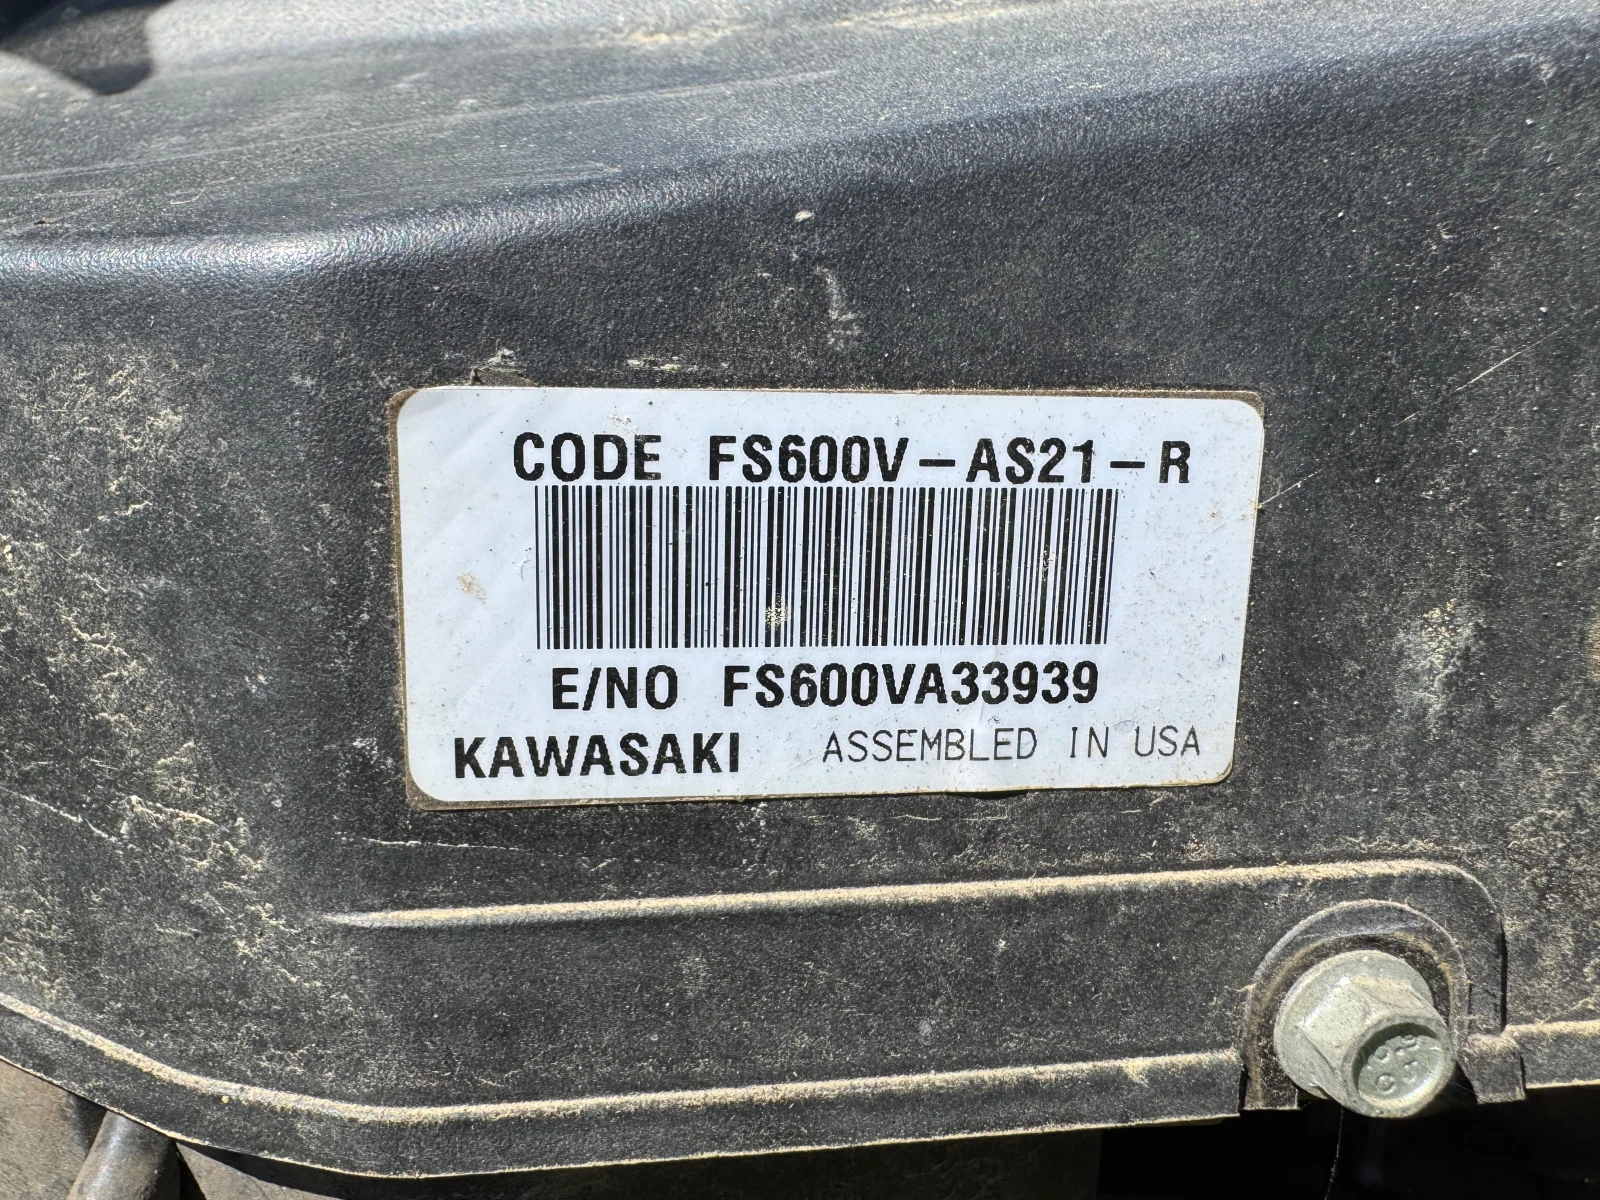 CODE FS600V-AS21-R
E/NO FS600VA33939
KAWASAKI ASSEMBLED IN USA